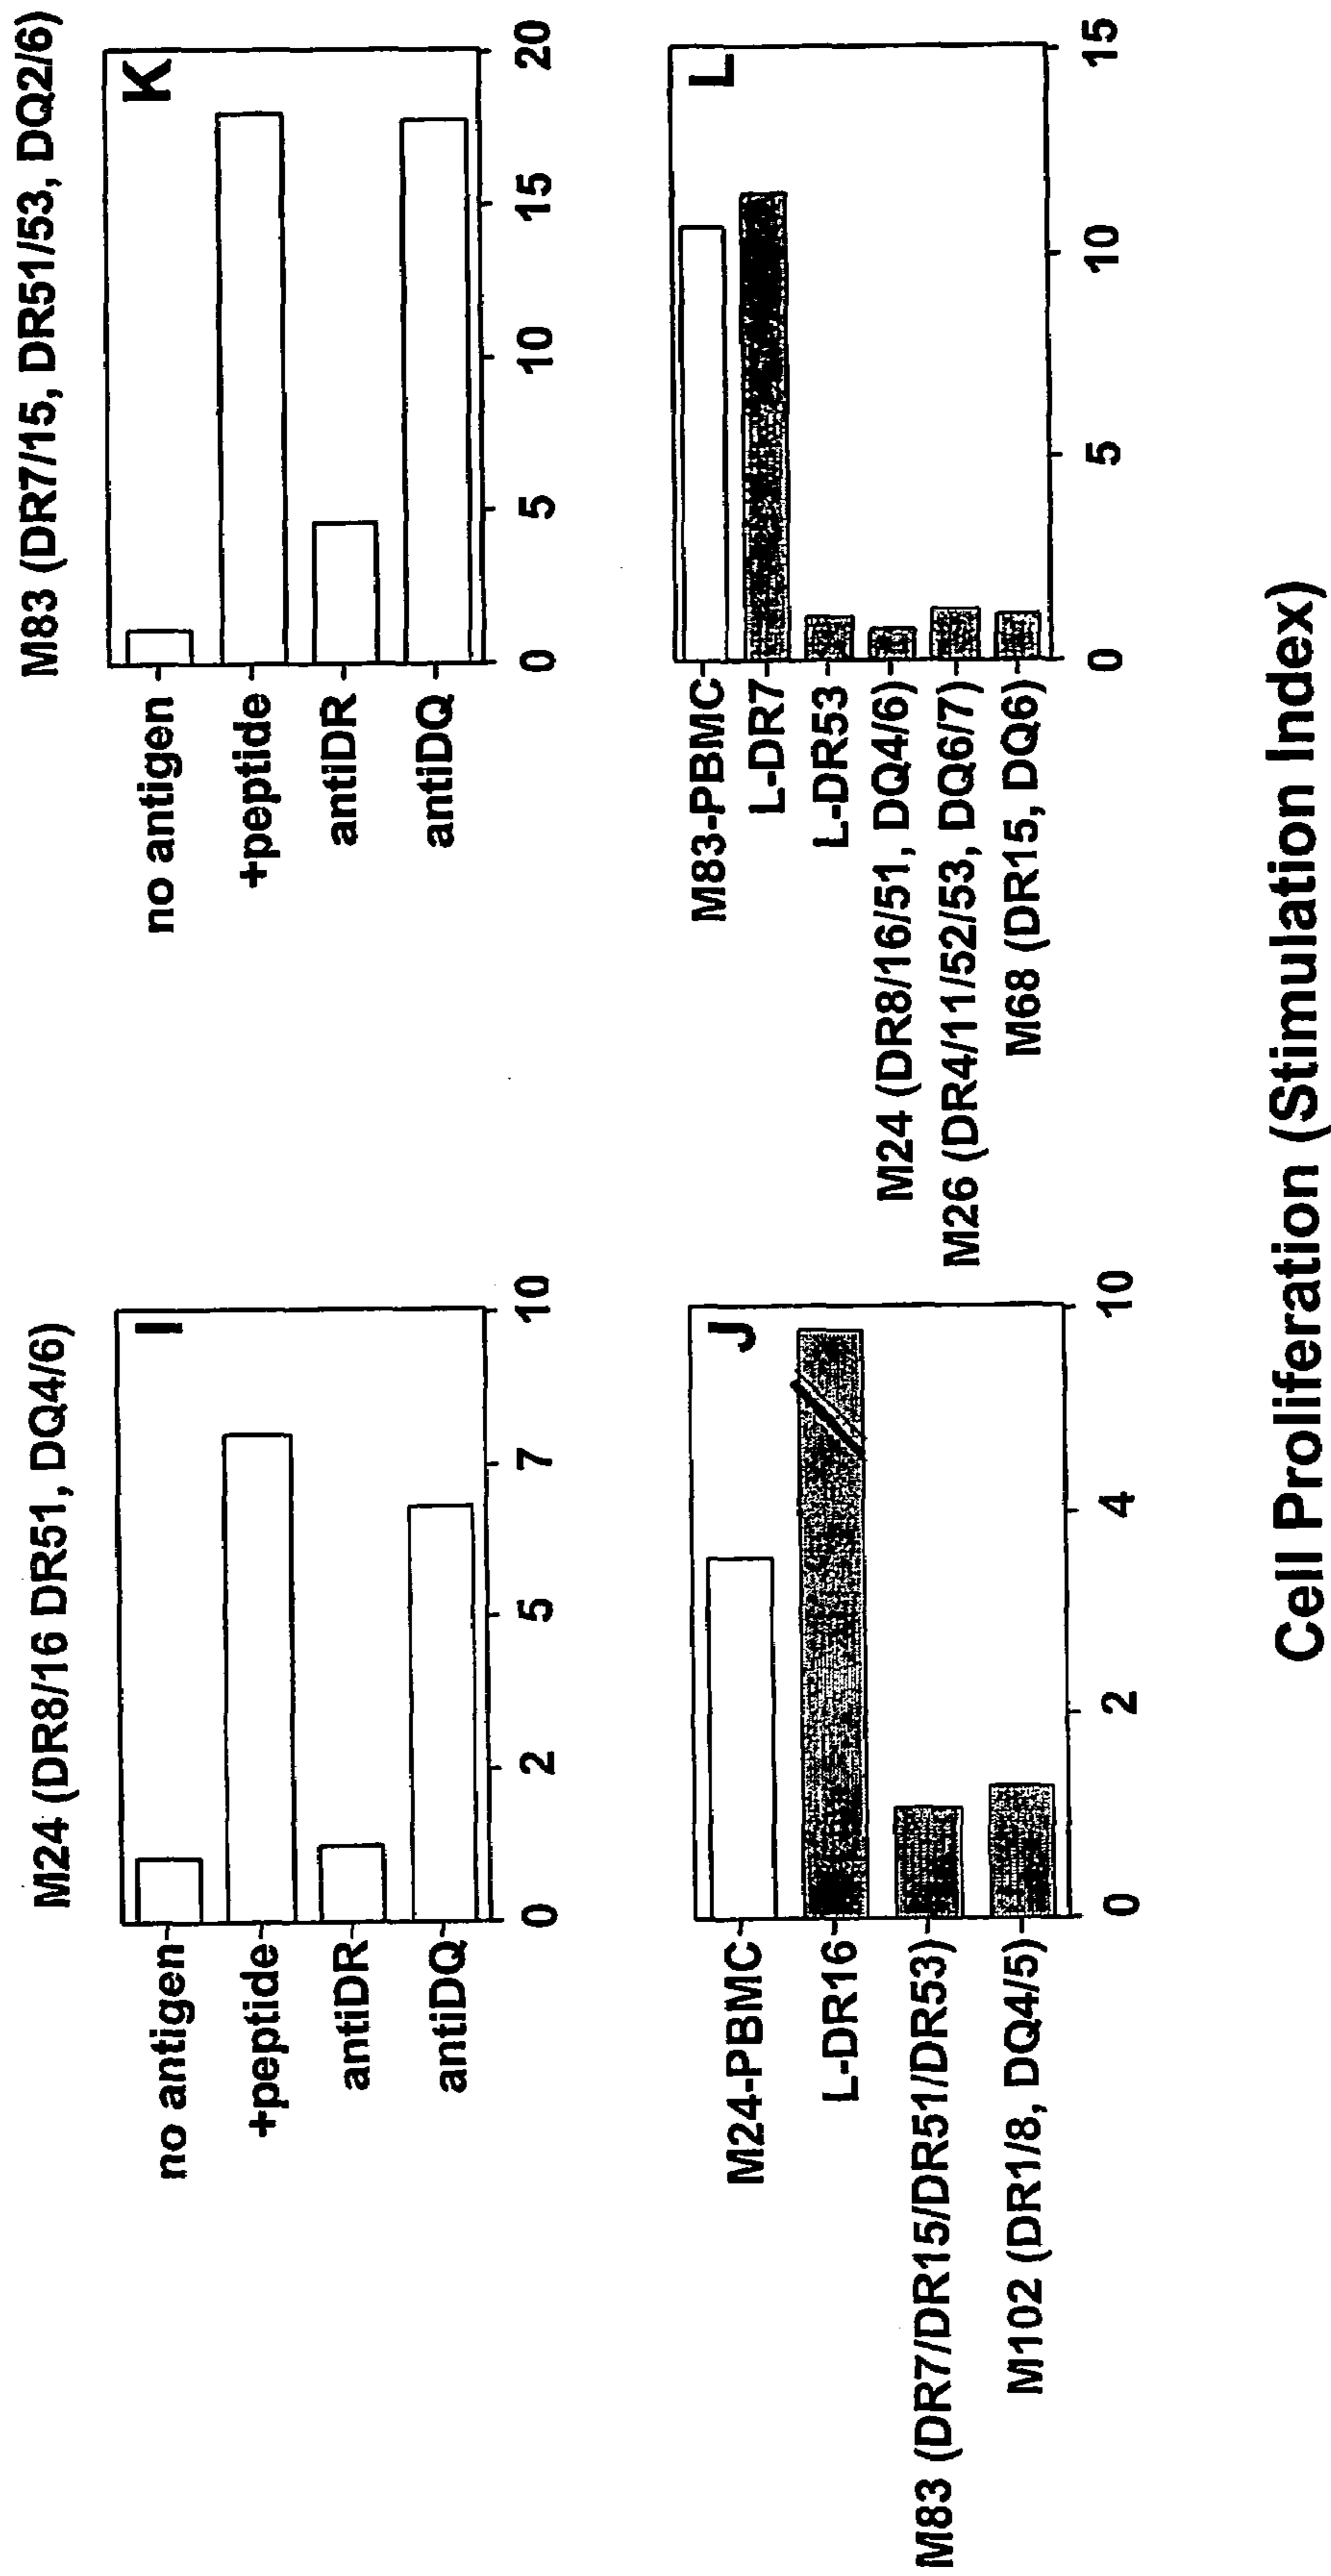 M24 (DR8/16 DR51, DQ4/6)
I
no antigen
+peptide
antiDR
antiDQ
0 2 5 7 10
J
M24-PBMC
L-DR16
M83 (DR7/DR15/DR51/DR53)
M102 (DR1/8, DQ4/5)
0 2 4 10
M83 (DR7/15, DR51/53, DQ2/6)
K
no antigen
+peptide
antiDR
antiDQ
0 5 10 15 20
L
M83-PBMC
L-DR7
L-DR53
M24 (DR8/16/51, DQ4/6)
M26 (DR4/11/52/53, DQ6/7)
M68 (DR15, DQ6)
0 5 10 15
Cell Proliferation (Stimulation Index)